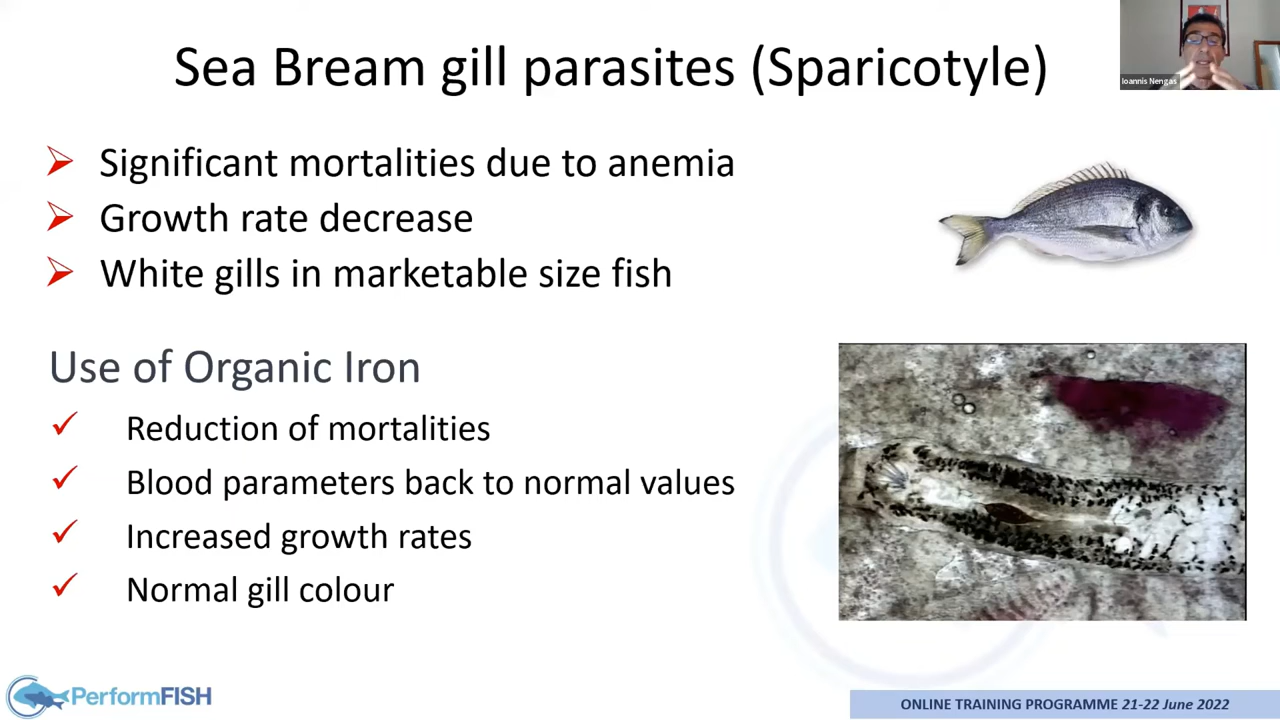 Sea Bream gill parasites (Sparicotyle)
Ioannis Nengas
Significant mortalities due to anemia
Growth rate decrease
White gills in marketable size fish
Use of Organic Iron
Reduction of mortalities
Blood parameters back to normal values
Increased growth rates
Normal gill colour
PerformFISH
ONLINE TRAINING PROGRAMME 21-22 June 2022